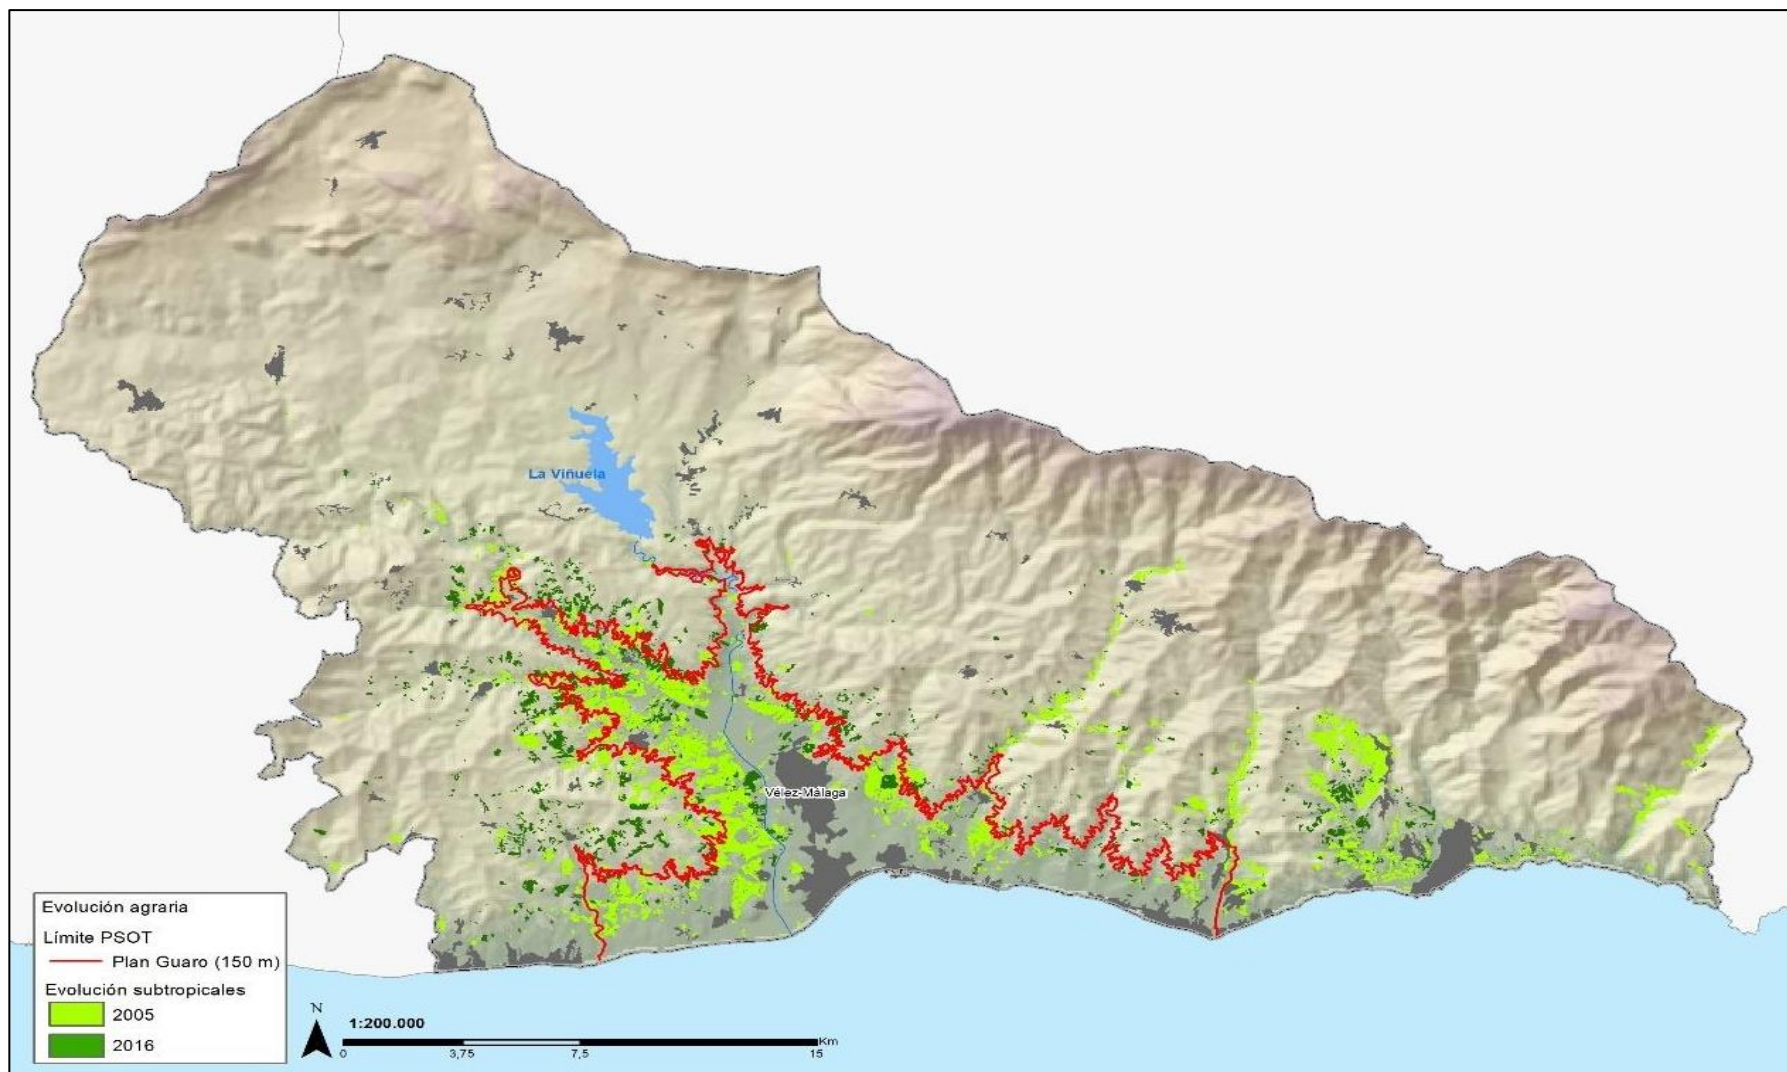 La Viñuela
Vélez-Málaga
Evolución agraria
Límite PSOT
Plan Guaro (150 m)
Evolución subtropicales
2005
2016
N
1:200.000
Km
0 3,75 7,5 15